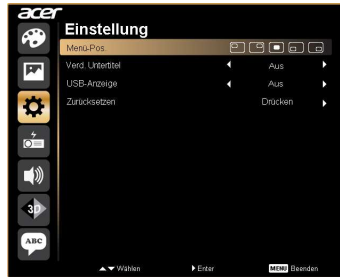 acer
Einstellung
Menü-Pos.
Verd. Untertitel Aus
USB-Anzeige Aus
Zurücksetzen Drücken
3D
ABC
Wählen Enter MENU Beenden